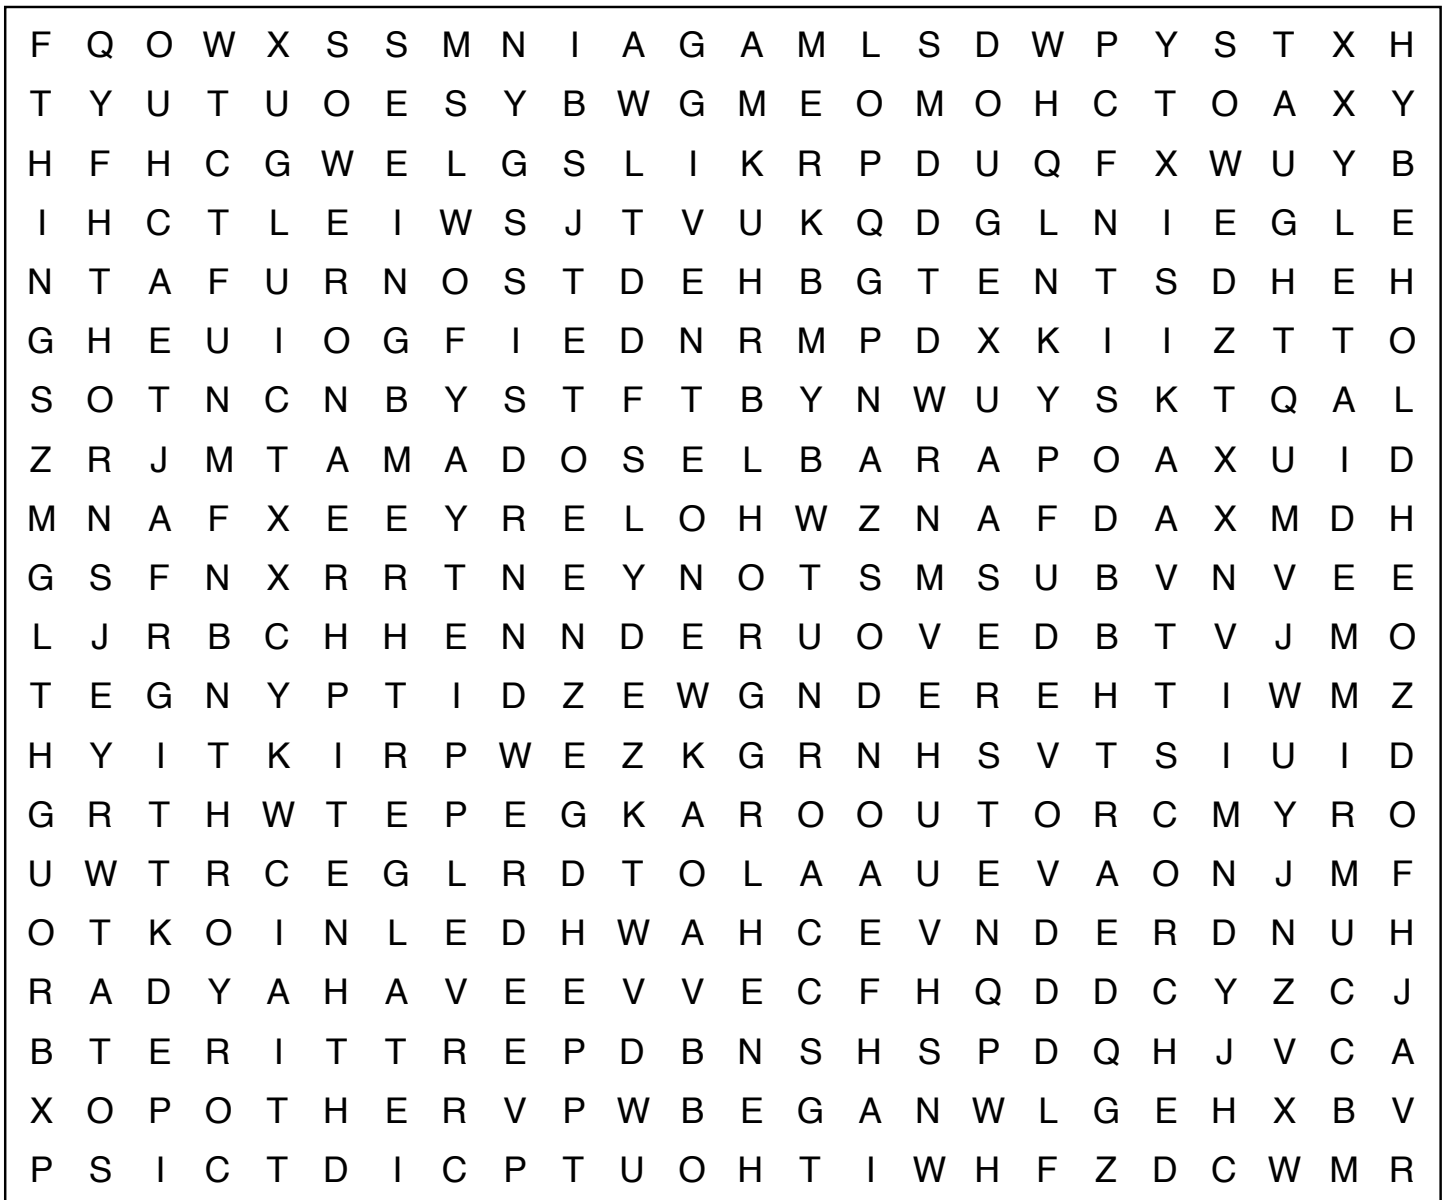 F Q O W X S S M N I A G A M L S D W P Y S T X H
T Y U T U O E S Y B W G M E O M O H C T O A X Y
H F H C G W E L G S L I K R P D U Q F X W U Y B
I H C T L E I W S J T V U K Q D G L N I E G L E
N T A F U R N O S T D E H B G T E N T S D H E H
G H E U I O G F I E D N R M P D X K I I Z T T O
S O T N C N B Y S T F T B Y N W U Y S K T Q A L
Z R J M T A M A D O S E L B A R A P O A X U I D
M N A F X E E Y R E L O H W Z N A F D A X M D H
G S F N X R R T N E Y N O T S M S U B V N V E E
L J R B C H H E N N D E R U O V E D B T V J M O
T E G N Y P T I D Z E W G N D E R E H T I W M Z
H Y I T K I R P W E Z K G R N H S V T S I U I D
G R T H W T E P E G K A R O O U T O R C M Y R O
U W T R C E G L R D T O L A A U E V A O N J M F
O T K O I N L E D H W A H C E V N D E R D N U H
R A D Y A H A V E E V V E C F H Q D D C Y Z C J
B T E R I T T R E P D B N S H S P D Q H J V C A
X O P O T H E R V P W B E G A N W L G E H X B V
P S I C T D I C P T U O H T I W H F Z D C W M R